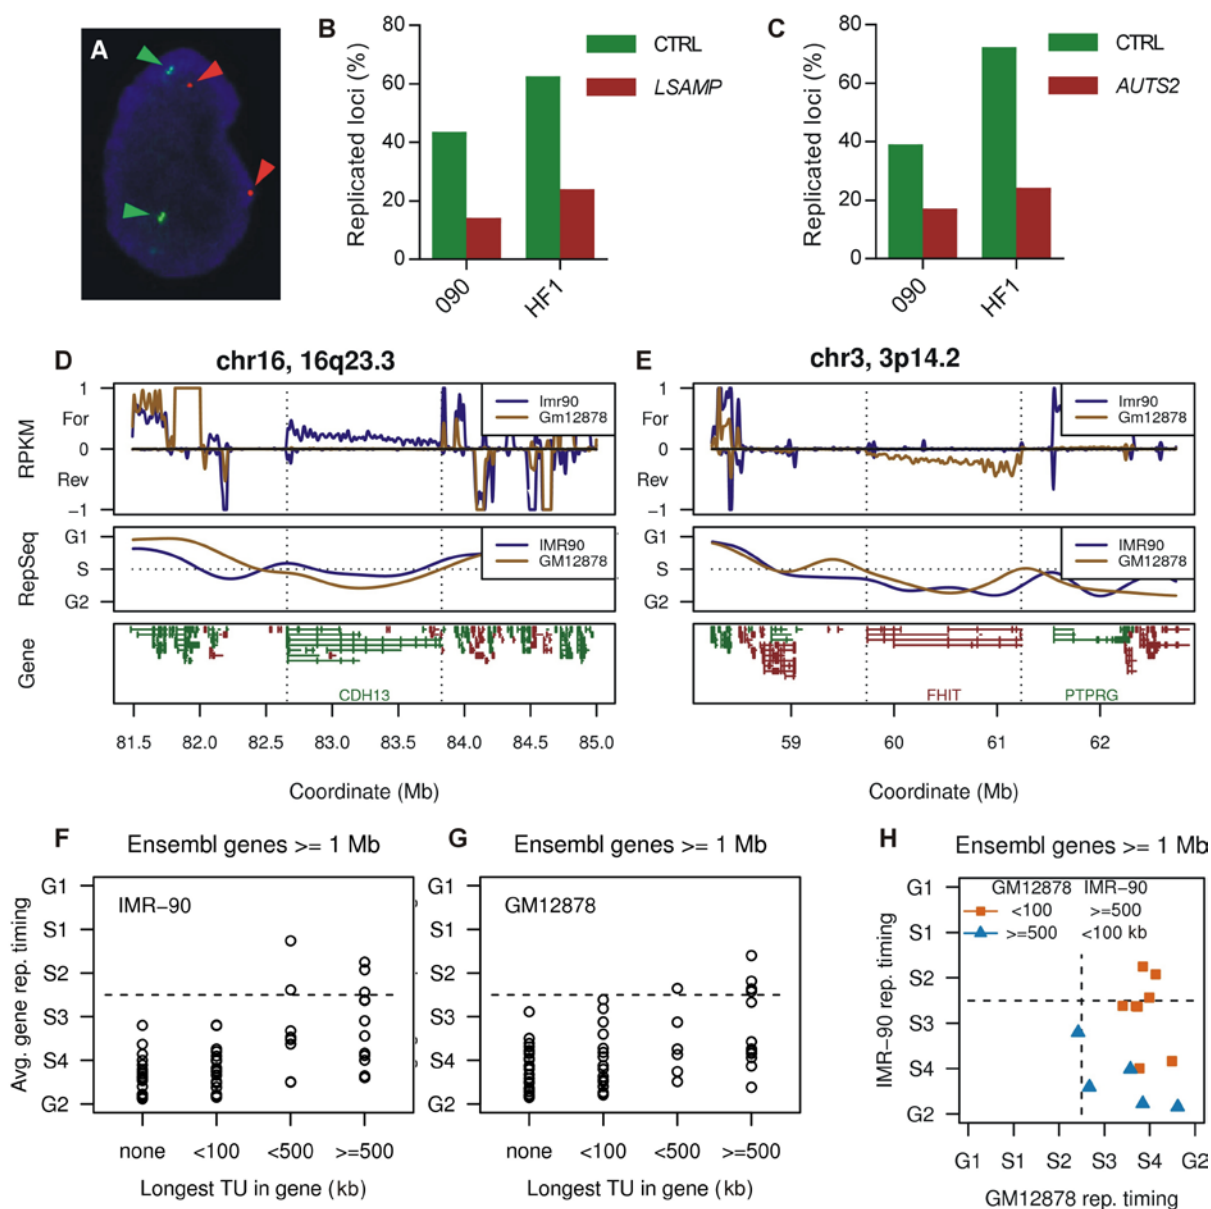 A
B
Replicated loci (%)
80
60
40
20
0
090
HF1
CTRL
LSAMP
C
Replicated loci (%)
80
60
40
20
0
090
HF1
CTRL
AUTS2
D
chr16, 16q23.3
RPKM
1
For
0
Rev
−1
Imr90
Gm12878
RepSeq
G1
S
G2
IMR90
GM12878
Gene
CDH13
81.5 82.0 82.5 83.0 83.5 84.0 84.5 85.0
Coordinate (Mb)
E
chr3, 3p14.2
RPKM
1
For
0
Rev
−1
Imr90
Gm12878
RepSeq
G1
S
G2
IMR90
GM12878
Gene
FHIT
PTPRG
59 60 61 62
Coordinate (Mb)
F
Ensembl genes >= 1 Mb
IMR−90
Avg. gene rep. timing
G1
S1
S2
S3
S4
G2
none <100 <500 >=500
Longest TU in gene (kb)
G
Ensembl genes >= 1 Mb
GM12878
none <100 <500 >=500
Longest TU in gene (kb)
H
Ensembl genes >= 1 Mb
GM12878 IMR−90
<100 >=500
>=500 <100 kb
IMR−90 rep. timing
G1
S1
S2
S3
S4
G2
G1 S1 S2 S3 S4 G2
GM12878 rep. timing